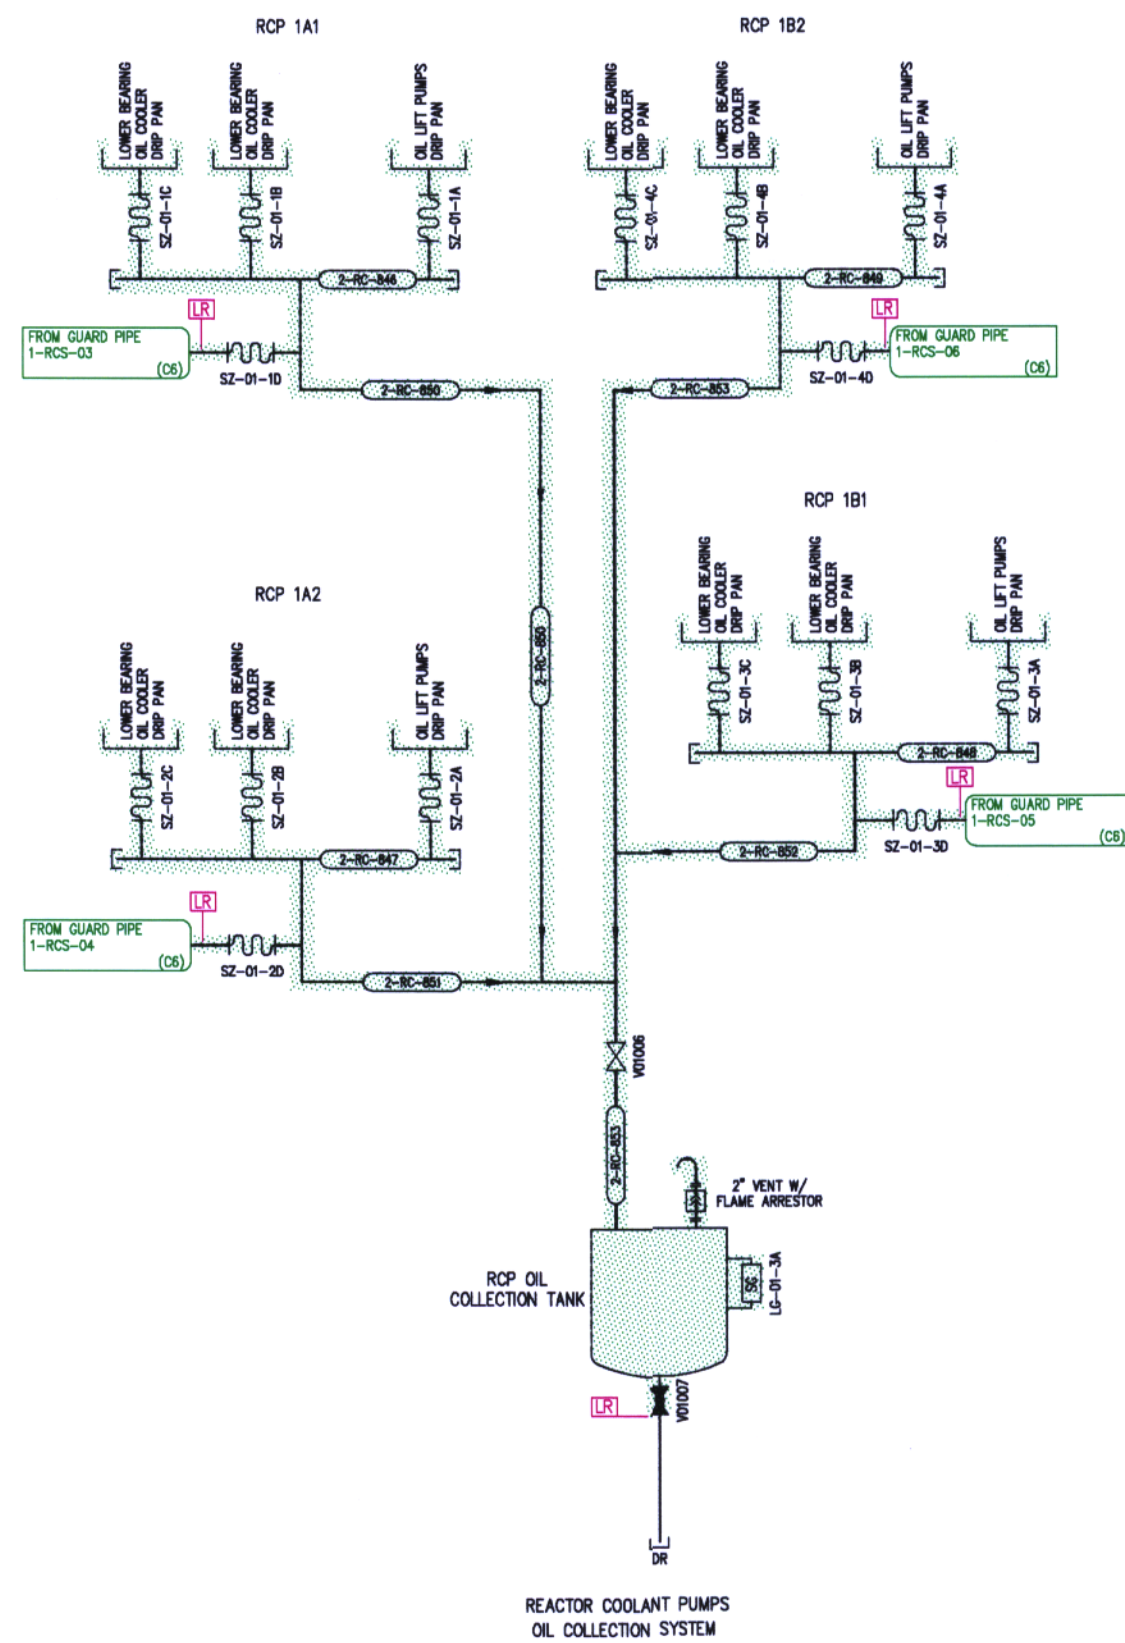 RCP 1A1
LOWER BEARING
OIL COOLER
DRIP PAN
LOWER BEARING
OIL COOLER
DRIP PAN
OIL LIFT PUMPS
DRIP PAN
SZ-01-1C
SZ-01-1B
SZ-01-1A
2-RC-846
LR
FROM GUARD PIPE
1-RCS-03
(C6)
SZ-01-1D
2-RC-850
2-RC-850
RCP 1B2
LOWER BEARING
OIL COOLER
DRIP PAN
LOWER BEARING
OIL COOLER
DRIP PAN
OIL LIFT PUMPS
DRIP PAN
SZ-01-4C
SZ-01-4B
SZ-01-4A
2-RC-849
LR
FROM GUARD PIPE
1-RCS-06
(C6)
SZ-01-4D
2-RC-853
RCP 1A2
LOWER BEARING
OIL COOLER
DRIP PAN
LOWER BEARING
OIL COOLER
DRIP PAN
OIL LIFT PUMPS
DRIP PAN
SZ-01-2C
SZ-01-2B
SZ-01-2A
2-RC-847
LR
FROM GUARD PIPE
1-RCS-04
(C6)
SZ-01-2D
2-RC-851
RCP 1B1
LOWER BEARING
OIL COOLER
DRIP PAN
LOWER BEARING
OIL COOLER
DRIP PAN
OIL LIFT PUMPS
DRIP PAN
SZ-01-3C
SZ-01-3B
SZ-01-3A
2-RC-848
LR
FROM GUARD PIPE
1-RCS-05
(C6)
SZ-01-3D
2-RC-852
V01006
2-RC-853
2" VENT W/
FLAME ARRESTOR
RCP OIL
COLLECTION TANK
SG
LG-01-3A
LR
V01007
DR
REACTOR COOLANT PUMPS
OIL COLLECTION SYSTEM